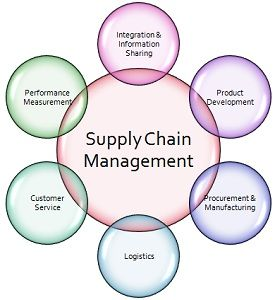 Integration &
Information
Sharing
Performance
Measurement
Product
Development
Supply Chain
Management
Customer
Service
Procurement &
Manufacturing
Logistics